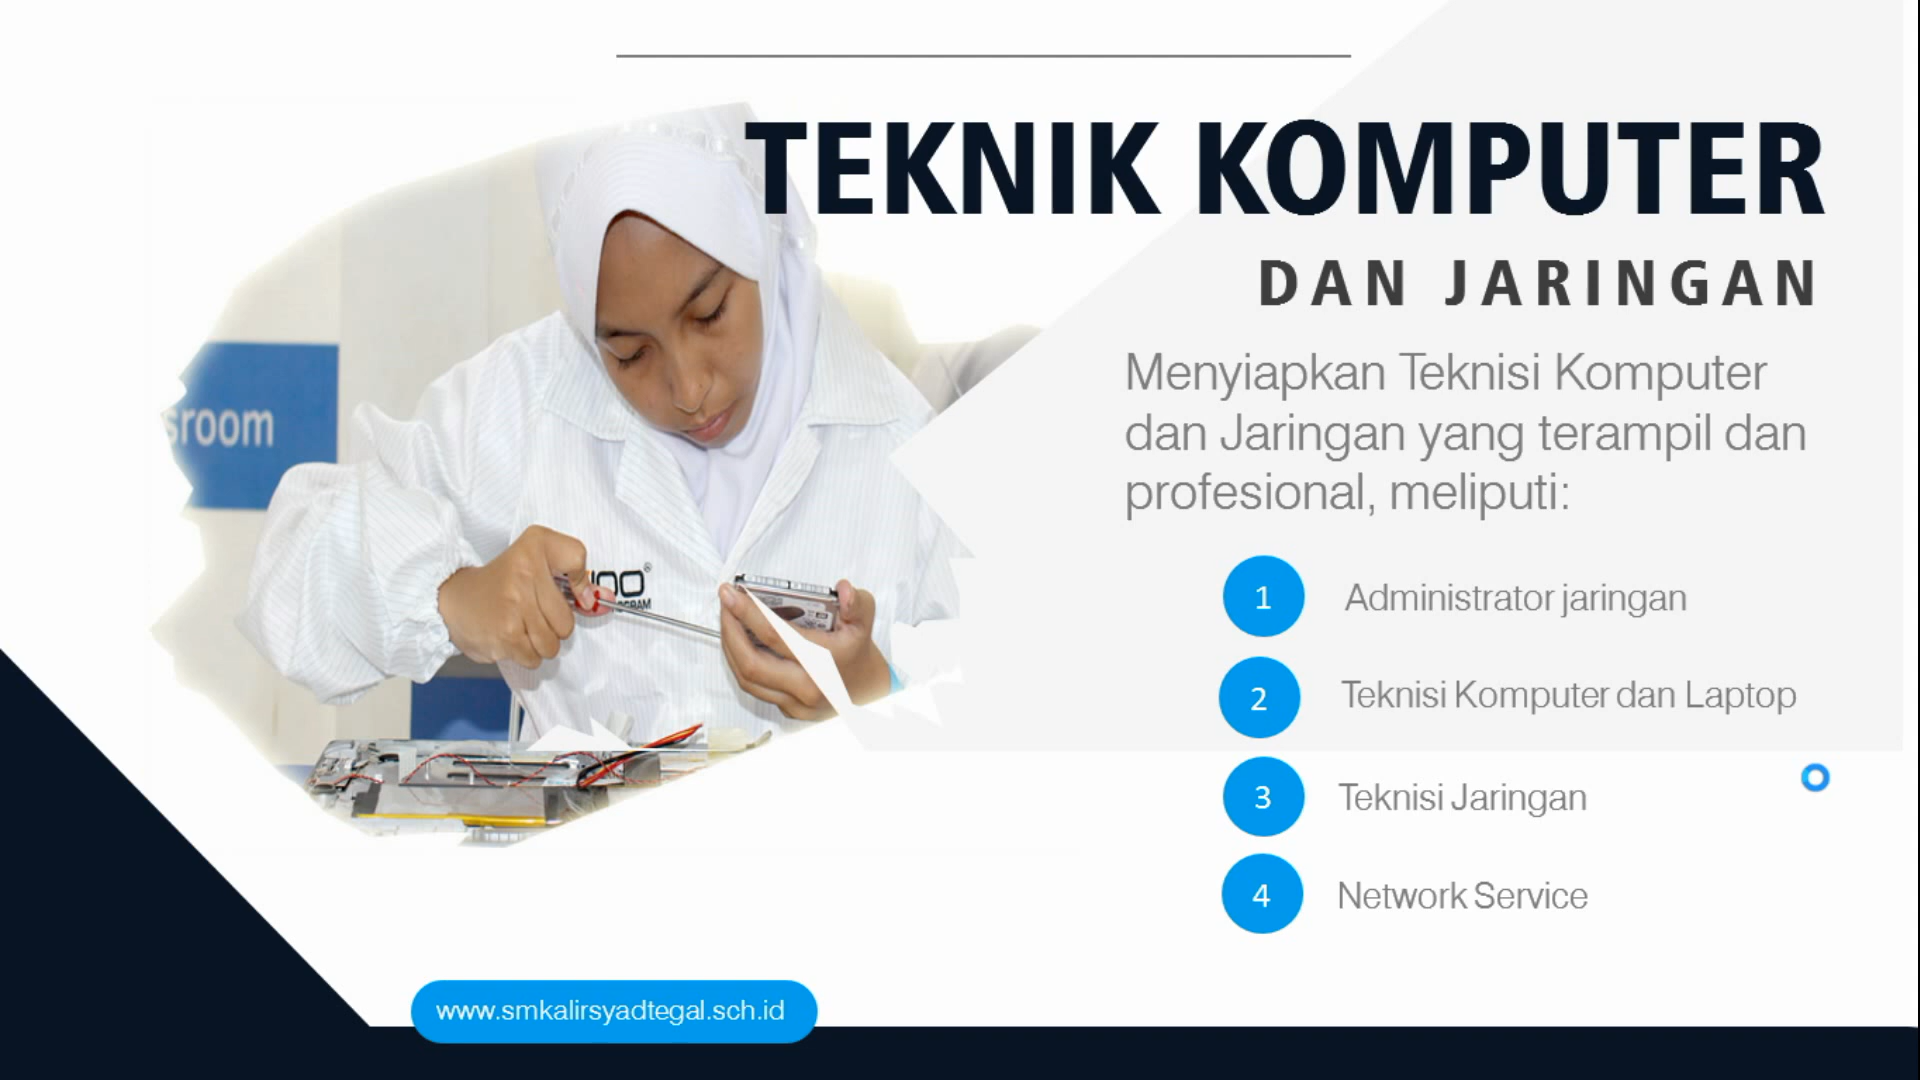 TEKNIK KOMPUTER
DAN JARINGAN
Menyiapkan Teknisi Komputer
dan Jaringan yang terampil dan
profesional, meliputi:
1 Administrator jaringan
2 Teknisi Komputer dan Laptop
3 Teknisi Jaringan
4 Network Service
sroom
www.smkalirsyadtegal.sch.id